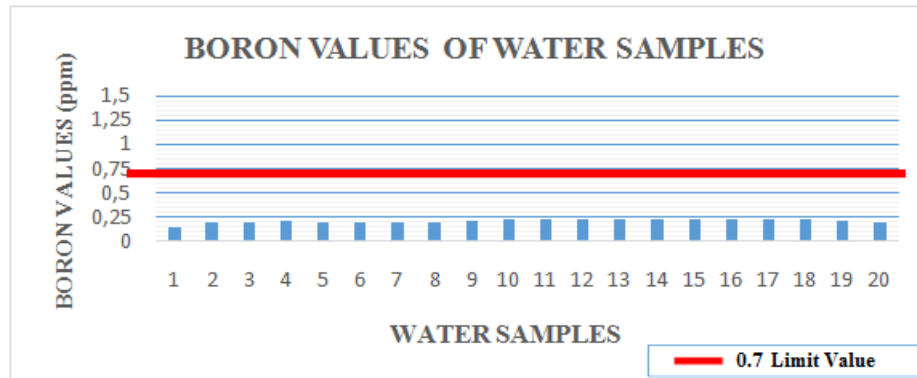 BORON VALUES OF WATER SAMPLES
BORON VALUES (ppm)
1,5
1,25
1
0,75
0,5
0,25
0
1 2 3 4 5 6 7 8 9 10 11 12 13 14 15 16 17 18 19 20
WATER SAMPLES
0.7 Limit Value